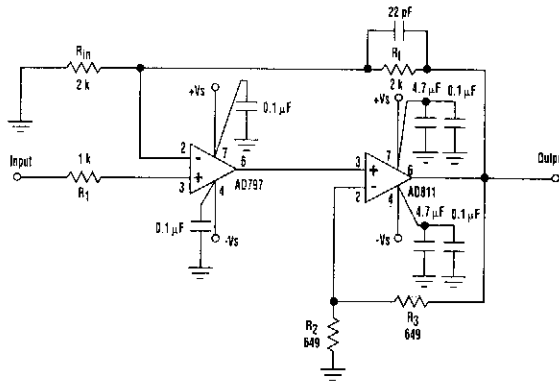 22 pF
Rin
2 k
Rf
2 k
+Vs
0.1 µF
+Vs
4.7 µF
0.1 µF
Input
1 k
R1
2
-
7
6
3
+
4
AD797
0.1 µF
-Vs
3
+
7
6
2
-
4
AD811
Outpu
4.7 µF
0.1 µF
-Vs
R3
649
R2
649